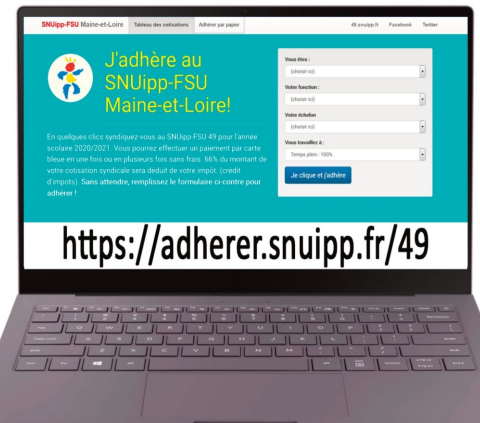 SNUipp-FSU Maine-et-Loire Tableau des cotisations Adhérer par papier 49.snuipp.fr Facebook Twitter
J'adhère au
SNUipp-FSU
Maine-et-Loire!
En quelques clics syndiquez-vous au SNUipp-FSU 49 pour l'année
scolaire 2020/2021. Vous pourrez effectuer un paiement par carte
bleue en une fois ou en plusieurs fois sans frais. 66% du montant de
votre cotisation syndicale sera déduit de votre impôt. (crédit
d'impots). Sans attendre, remplissez le formulaire ci-contre pour
adhérer !
Vous êtes :
(choisir ici)
Votre fonction :
(choisir ici)
Votre échelon
(choisir ici)
Vous travaillez à :
Temps plein : 100%
Je clique et j'adhère
https://adherer.snuipp.fr/49
Q W E R T Y U I O P
A S D F G H J K L
Z X C V B N M